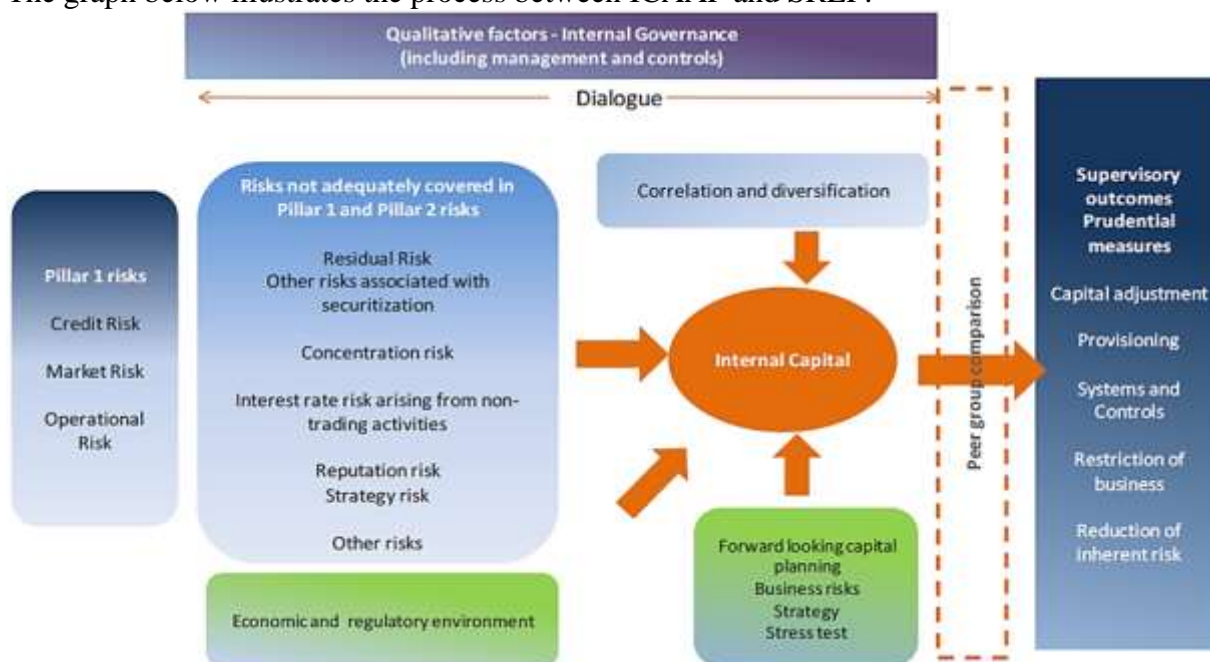 The graph below illustrates the process between ICAAP and SREP.
Qualitative factors - Internal Governance
(including management and controls)
Dialogue
Pillar 1 risks
Credit Risk
Market Risk
Operational
Risk
Risks not adequately covered in
Pillar 1 and Pillar 2 risks
Residual Risk
Other risks associated with
securitization
Concentration risk
Interest rate risk arising from non-
trading activities
Reputation risk
Strategy risk
Other risks
Economic and regulatory environment
Correlation and diversification
Internal Capital
Forward looking capital
planning
Business risks
Strategy
Stress test
Peer group comparison
Supervisory
outcomes
Prudential
measures
Capital adjustment
Provisioning
Systems and
Controls
Restriction of
business
Reduction of
inherent risk